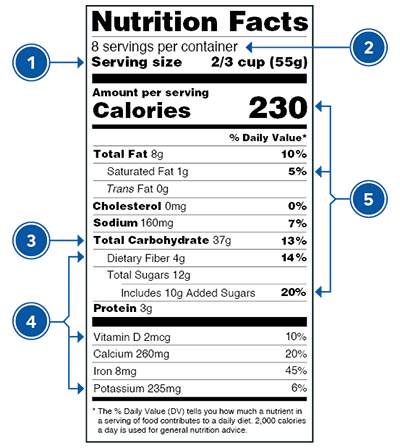 Nutrition Facts
8 servings per container
2
1
Serving size 2/3 cup (55g)
Amount per serving
Calories 230
% Daily Value*
Total Fat 8g 10%
Saturated Fat 1g 5%
Trans Fat 0g
5
Cholesterol 0mg 0%
Sodium 160mg 7%
3
Total Carbohydrate 37g 13%
Dietary Fiber 4g 14%
Total Sugars 12g
Includes 10g Added Sugars 20%
Protein 3g
4
Vitamin D 2mcg 10%
Calcium 260mg 20%
Iron 8mg 45%
Potassium 235mg 6%
* The % Daily Value (DV) tells you how much a nutrient in
a serving of food contributes to a daily diet. 2,000 calories
a day is used for general nutrition advice.